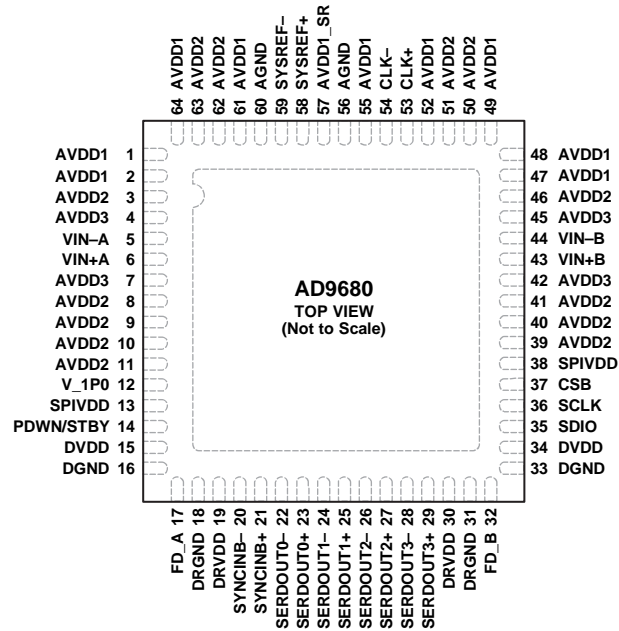 64 AVDD1
63 AVDD2
62 AVDD2
61 AVDD1
60 AGND
59 SYSREF–
58 SYSREF+
57 AVDD1_SR
56 AGND
55 AVDD1
54 CLK–
53 CLK+
52 AVDD1
51 AVDD2
50 AVDD2
49 AVDD1
AVDD1 1
AVDD1 2
AVDD2 3
AVDD3 4
VIN–A 5
VIN+A 6
AVDD3 7
AVDD2 8
AVDD2 9
AVDD2 10
AVDD2 11
V_1P0 12
SPIVDD 13
PDWN/STBY 14
DVDD 15
DGND 16
AD9680
TOP VIEW
(Not to Scale)
48 AVDD1
47 AVDD1
46 AVDD2
45 AVDD3
44 VIN–B
43 VIN+B
42 AVDD3
41 AVDD2
40 AVDD2
39 AVDD2
38 SPIVDD
37 CSB
36 SCLK
35 SDIO
34 DVDD
33 DGND
FD_A 17
DRGND 18
DRVDD 19
SYNCINB– 20
SYNCINB+ 21
SERDOUT0– 22
SERDOUT0+ 23
SERDOUT1– 24
SERDOUT1+ 25
SERDOUT2– 26
SERDOUT2+ 27
SERDOUT3– 28
SERDOUT3+ 29
DRVDD 30
DRGND 31
FD_B 32